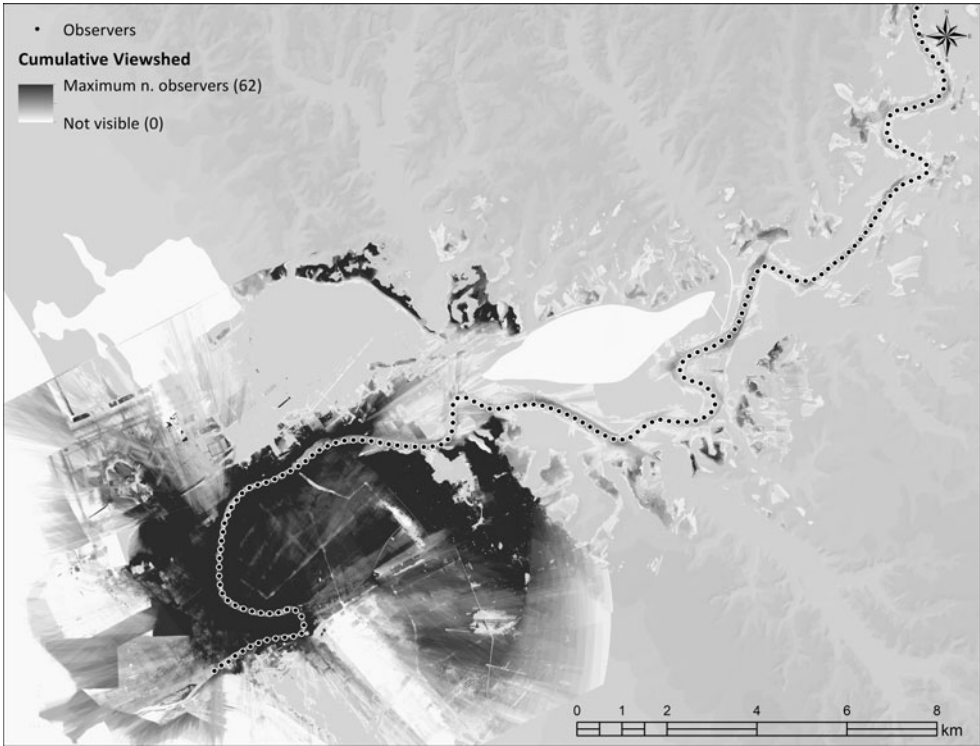 Observers
Cumulative Viewshed
Maximum n. observers (62)
Not visible (0)
N
0 1 2 4 6 8
km